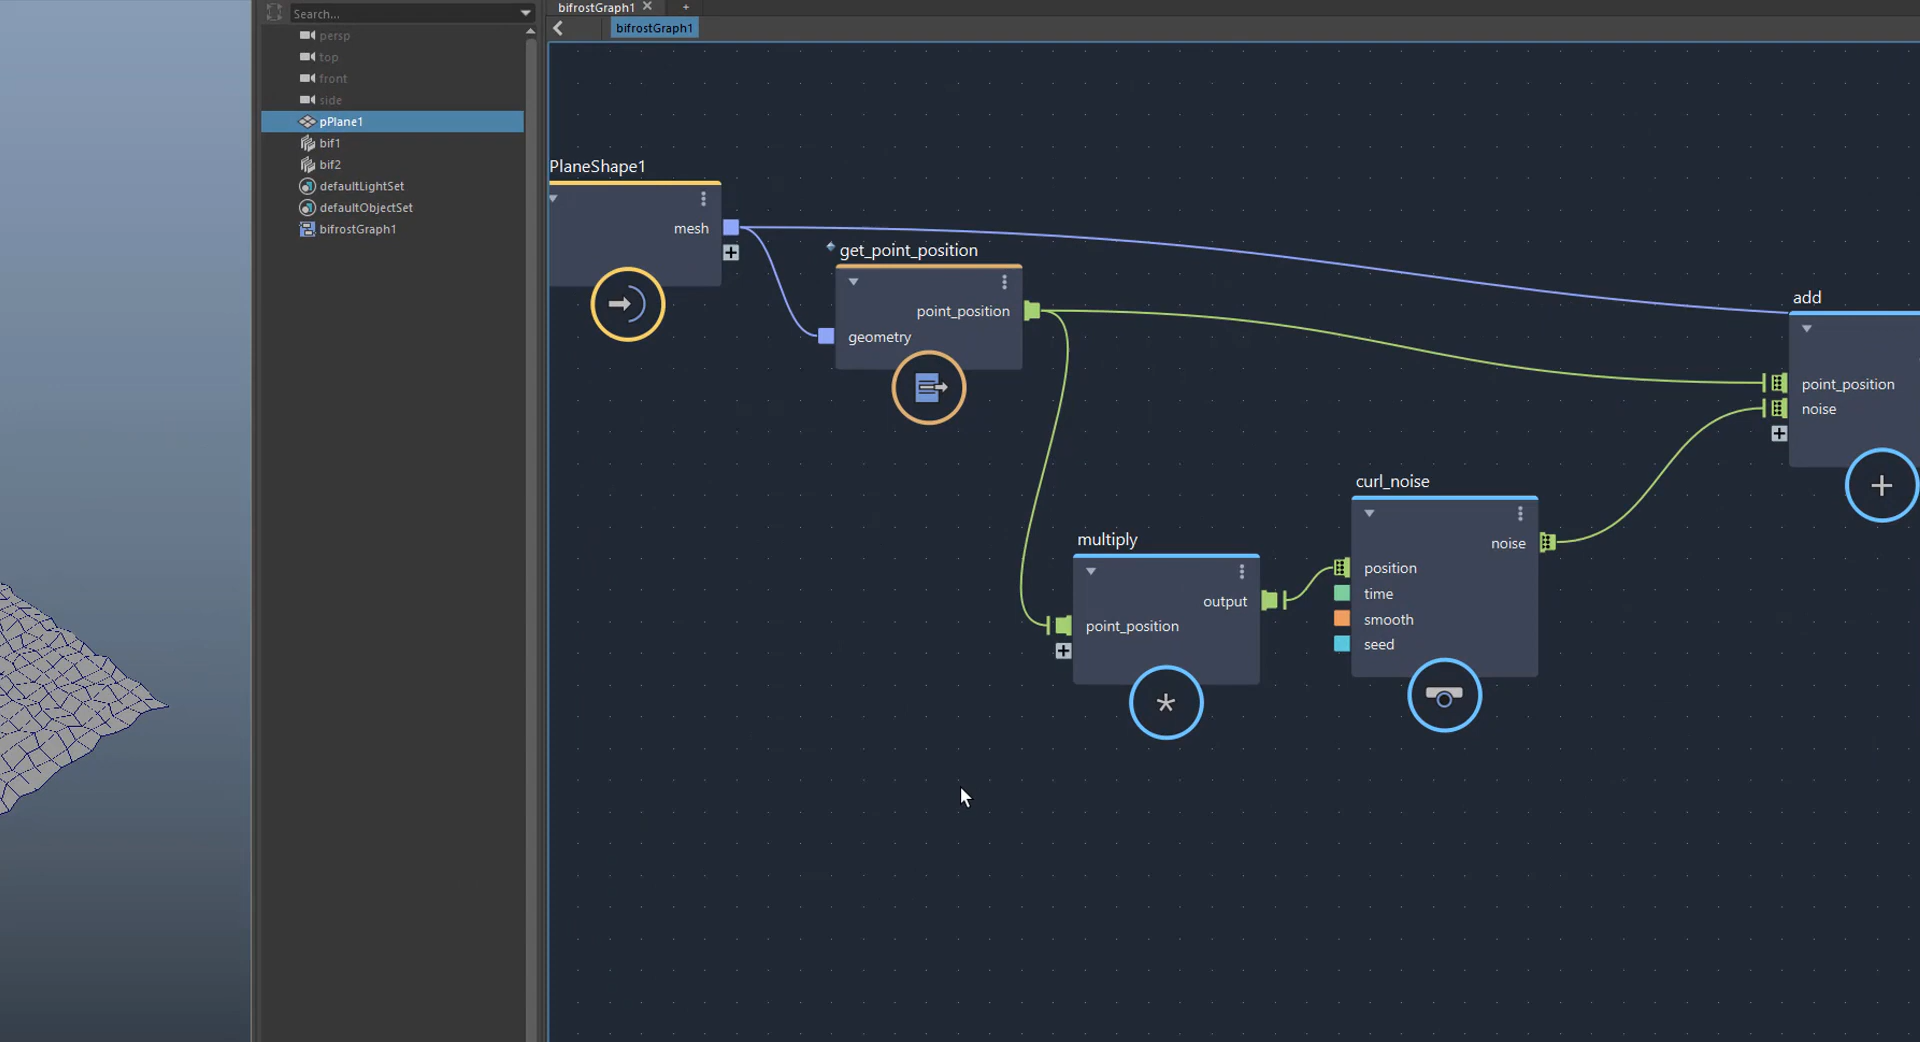 Search...
persp
top
front
side
pPlane1
bif1
bif2
defaultLightSet
defaultObjectSet
bifrostGraph1
bifrostGraph1
bifrostGraph1
PlaneShape1
mesh
get_point_position
point_position
geometry
add
point_position
noise
multiply
output
point_position
curl_noise
noise
position
time
smooth
seed